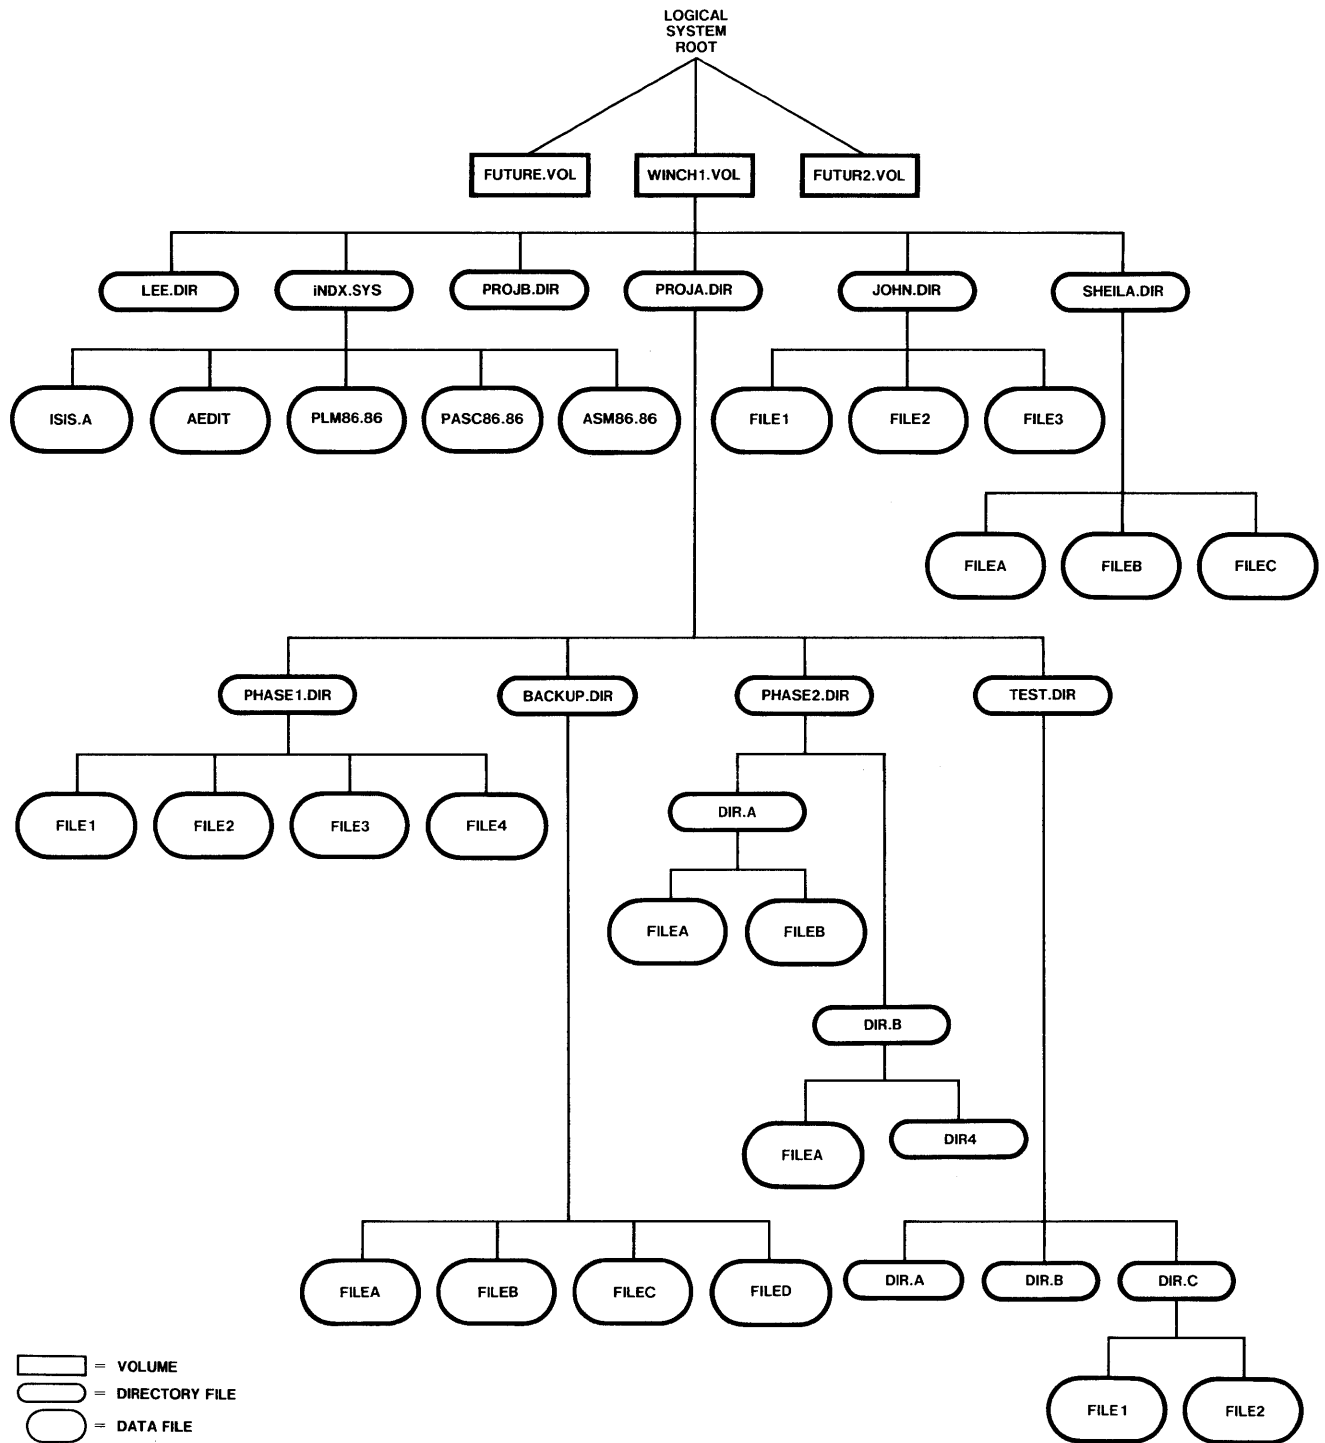 LOGICAL
SYSTEM
ROOT
FUTURE.VOL
WINCH1.VOL
FUTUR2.VOL
LEE.DIR
iNDX.SYS
PROJB.DIR
PROJA.DIR
JOHN.DIR
SHEILA.DIR
ISIS.A
AEDIT
PLM86.86
PASC86.86
ASM86.86
FILE1
FILE2
FILE3
FILEA
FILEB
FILEC
PHASE1.DIR
BACKUP.DIR
PHASE2.DIR
TEST.DIR
FILE1
FILE2
FILE3
FILE4
DIR.A
FILEA
FILEB
DIR.B
FILEA
DIR4
FILEA
FILEB
FILEC
FILED
DIR.A
DIR.B
DIR.C
FILE1
FILE2
= VOLUME
= DIRECTORY FILE
= DATA FILE